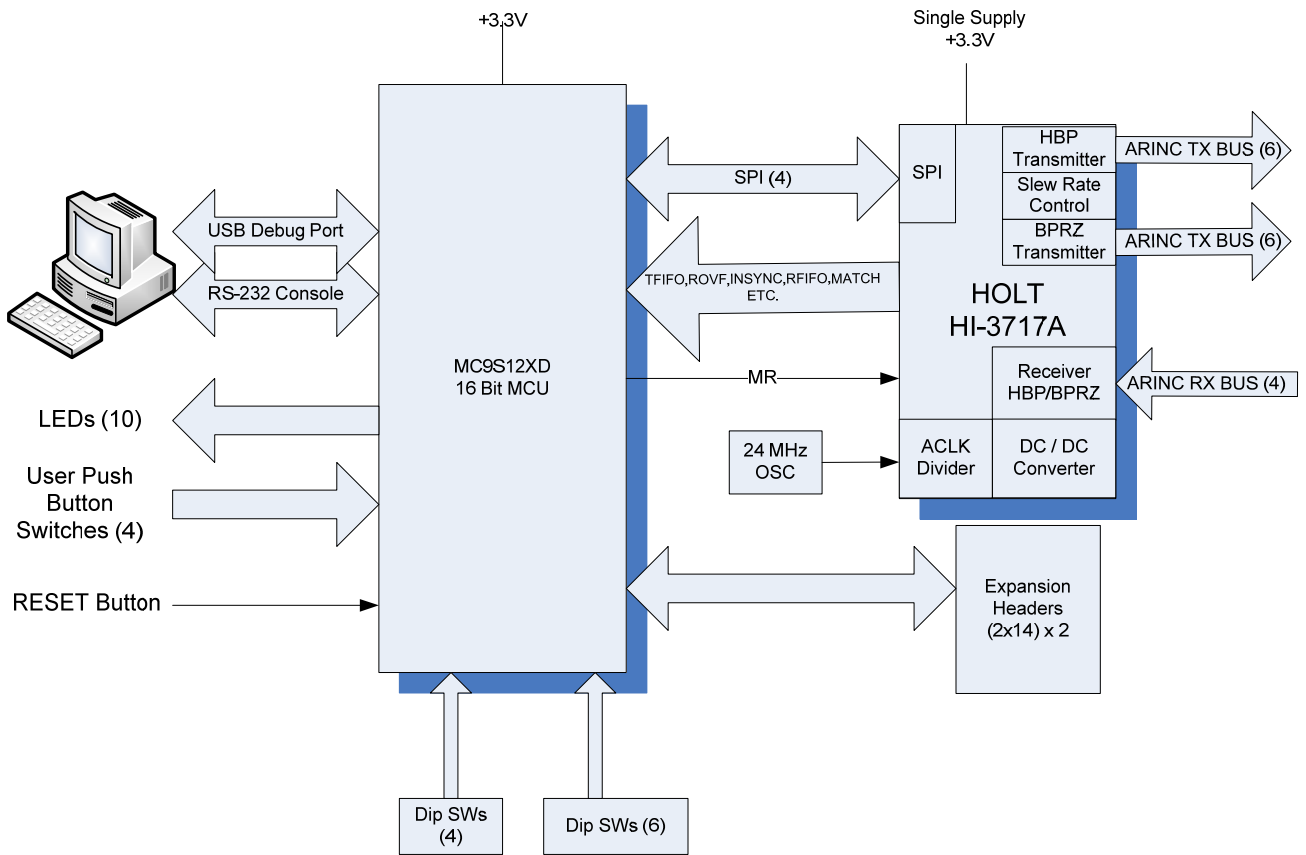 +3.3V
Single Supply
+3.3V
HBP
Transmitter
ARINC TX BUS (6)
SPI
SPI (4)
Slew Rate
Control
USB Debug Port
BPRZ
Transmitter
ARINC TX BUS (6)
TFIFO,ROVF,INSYNC,RFIFO,MATCH
ETC.
RS-232 Console
HOLT
HI-3717A
MC9S12XD
16 Bit MCU
MR
Receiver
HBP/BPRZ
ARINC RX BUS (4)
LEDs (10)
24 MHz
OSC
ACLK
Divider
DC / DC
Converter
User Push
Button
Switches (4)
RESET Button
Expansion
Headers
(2x14) x 2
Dip SWs
(4)
Dip SWs (6)